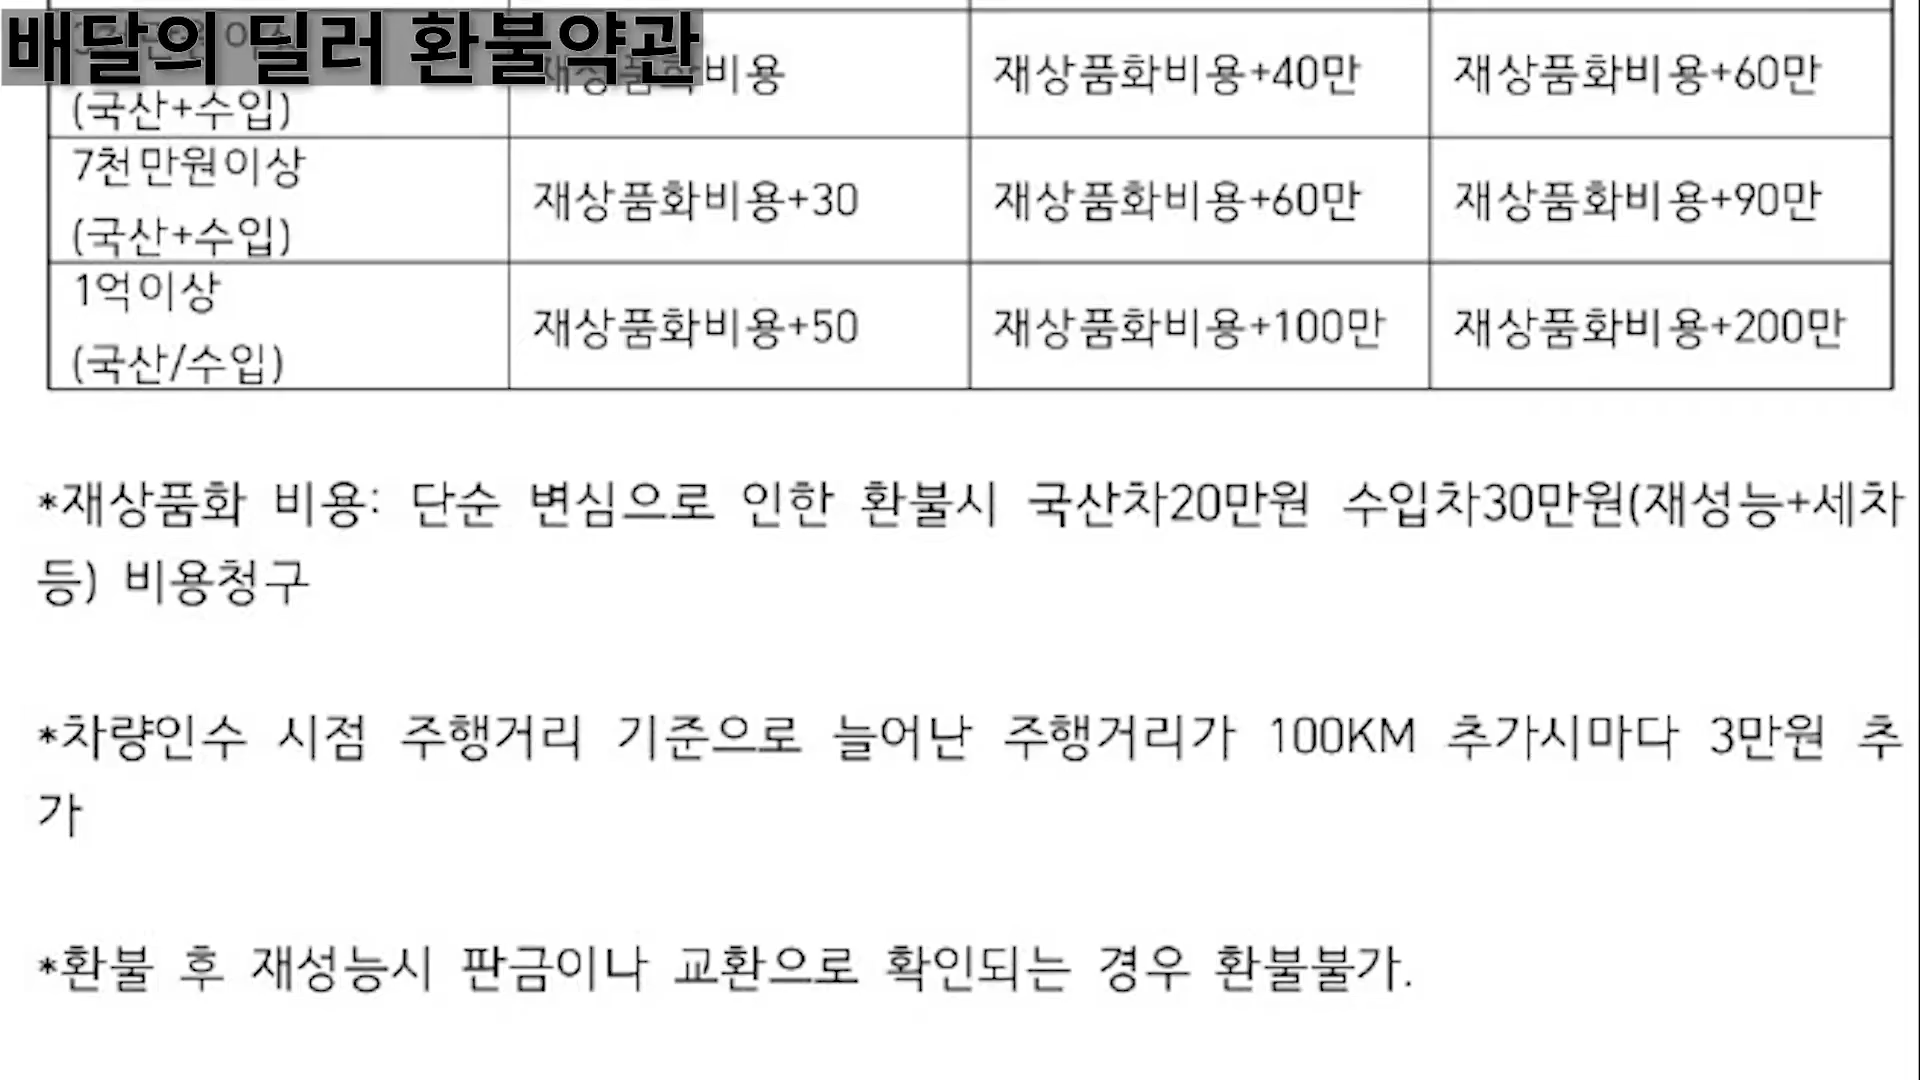 배달의 딜러 환불약관
비용 재상품화비용+40만 재상품화비용+60만
(국산+수입)
7천만원이상
재상품화비용+30 재상품화비용+60만 재상품화비용+90만
(국산+수입)
1억이상
재상품화비용+50 재상품화비용+100만 재상품화비용+200만
(국산/수입)
*재상품화 비용: 단순 변심으로 인한 환불시 국산차20만원 수입차30만원(재성능+세차
등) 비용청구
*차량인수 시점 주행거리 기준으로 늘어난 주행거리가 100KM 추가시마다 3만원 추
가
*환불 후 재성능시 판금이나 교환으로 확인되는 경우 환불불가.